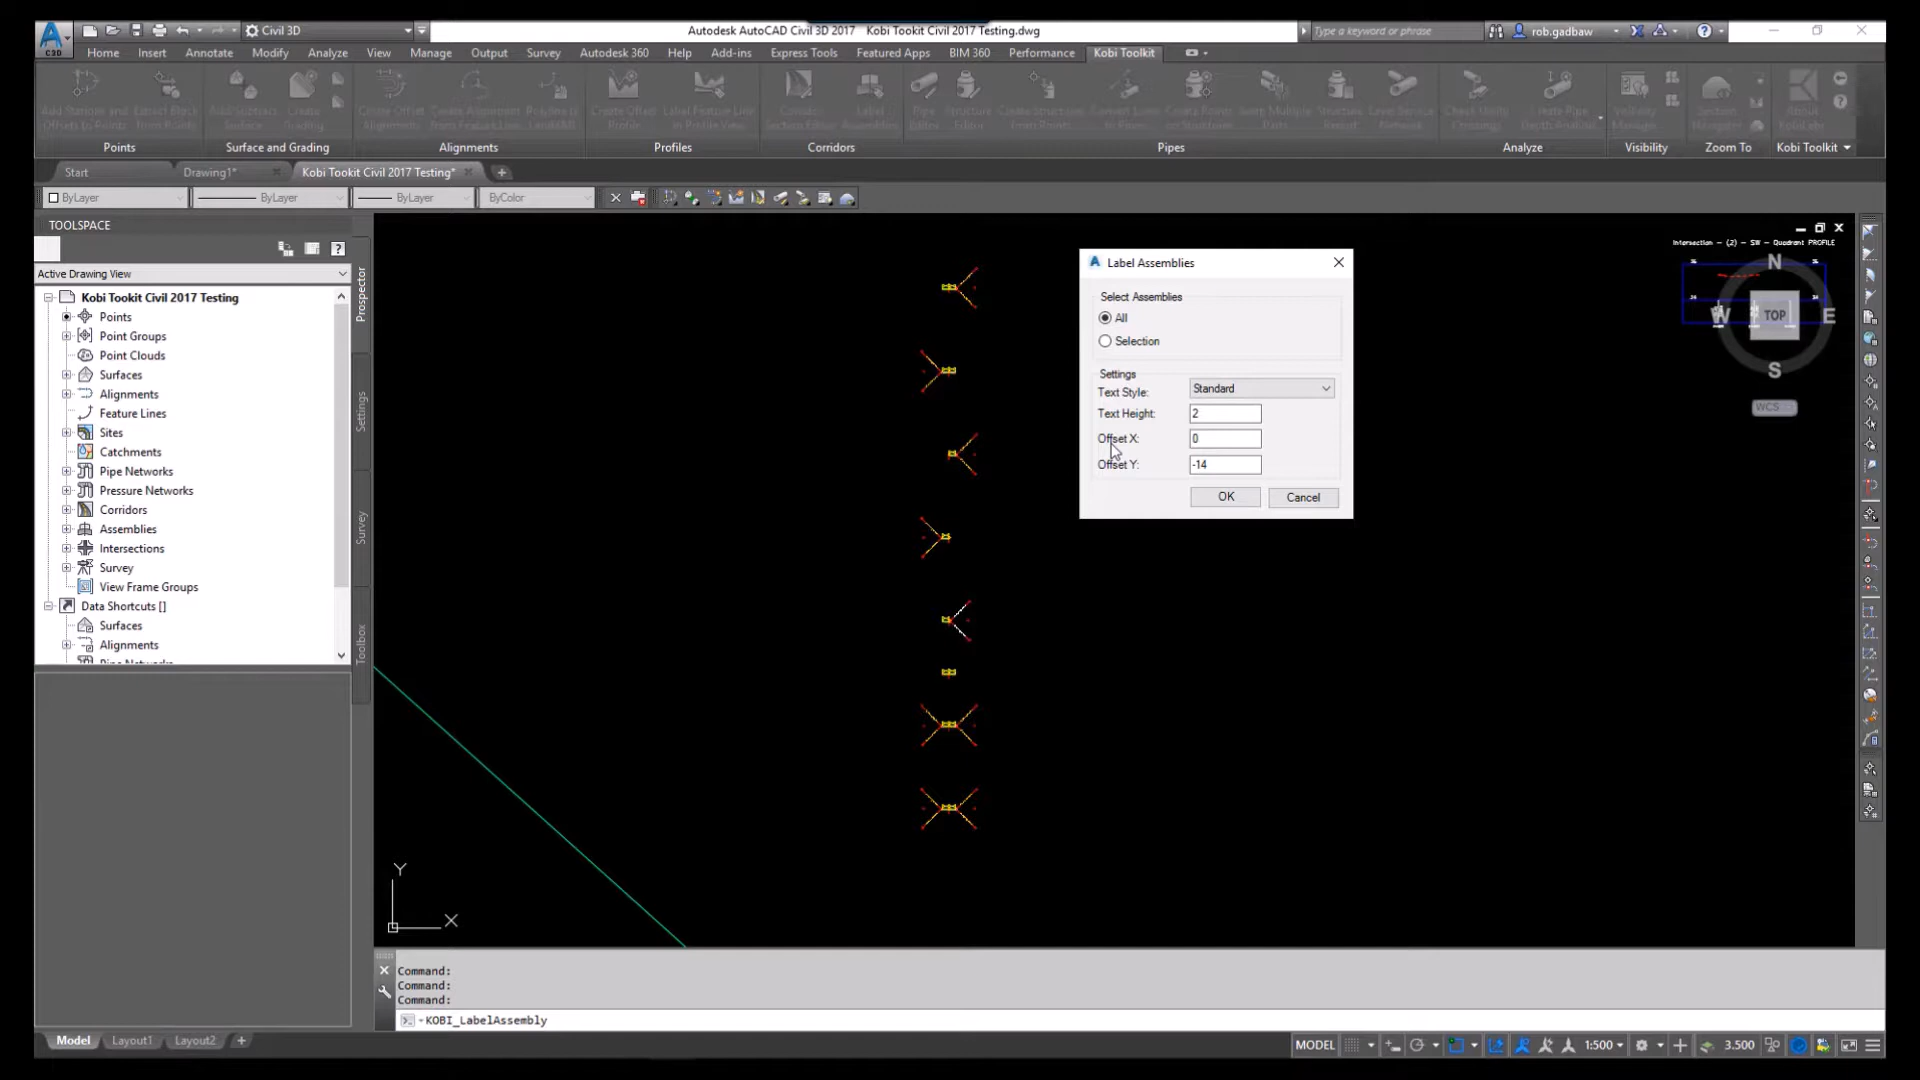 Civil 3D
Autodesk AutoCAD Civil 3D 2017 Kobi Tookit Civil 2017 Testing.dwg
Type a keyword or phrase
rob.gadbaw
C3D
Home Insert Annotate Modify Analyze View Manage Output Survey Autodesk 360 Help Add-ins Express Tools Featured Apps BIM 360 Performance Kobi Toolkit
Points Surface and Grading Alignments Profiles Corridors Pipes Analyze Visibility Zoom To Kobi Toolkit
Start Drawing1* Kobi Tookit Civil 2017 Testing*
ByLayer ByLayer ByLayer ByColor
TOOLSPACE
Active Drawing View
Kobi Tookit Civil 2017 Testing
Points
Point Groups
Point Clouds
Surfaces
Alignments
Feature Lines
Sites
Catchments
Pipe Networks
Pressure Networks
Corridors
Assemblies
Intersections
Survey
View Frame Groups
Data Shortcuts []
Surfaces
Alignments
Prospector
Settings
Survey
Toolbox
Label Assemblies
Select Assemblies
All
Selection
Settings
Text Style: Standard
Text Height: 2
Offset X: 0
Offset Y: -14
OK Cancel
Intersection - (2) - SW - Quadrant PROFILE
N
W TOP E
S
WCS
Y
X
Command:
Command:
Command:
KOBI_LabelAssembly
Model Layout1 Layout2 +
MODEL 1:500 3.500